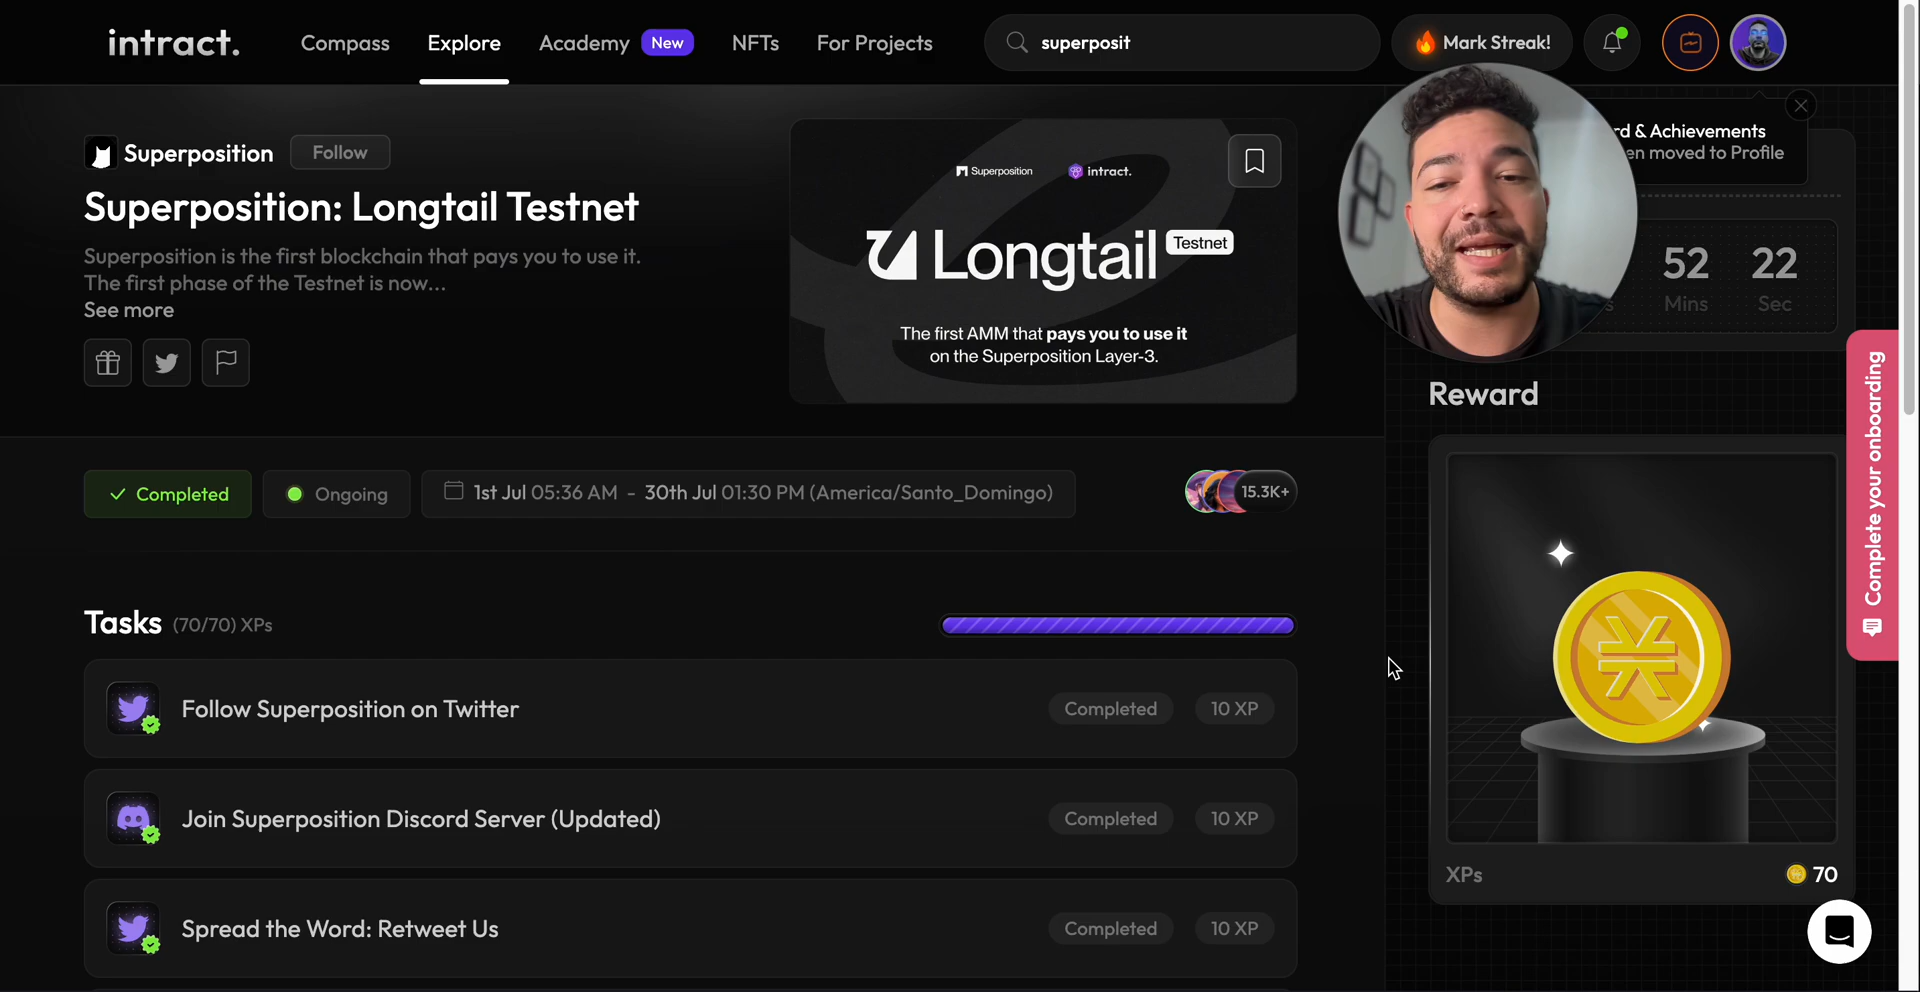 intract.
Compass
Explore
Academy
New
NFTs
For Projects
superposit
Mark Streak!
Superposition
Follow
Superposition: Longtail Testnet
Superposition is the first blockchain that pays you to use it.
The first phase of the Testnet is now...
See more
Superposition
intract.
Longtail Testnet
The first AMM that pays you to use it
on the Superposition Layer-3.
& Achievements
moved to Profile
52
22
Mins
Sec
Complete your onboarding
Completed
Ongoing
1st Jul 05:36 AM - 30th Jul 01:30 PM (America/Santo_Domingo)
15.3K+
Reward
Tasks (70/70) XPs
Follow Superposition on Twitter
Completed
10 XP
Join Superposition Discord Server (Updated)
Completed
10 XP
Spread the Word: Retweet Us
Completed
10 XP
XPs
70